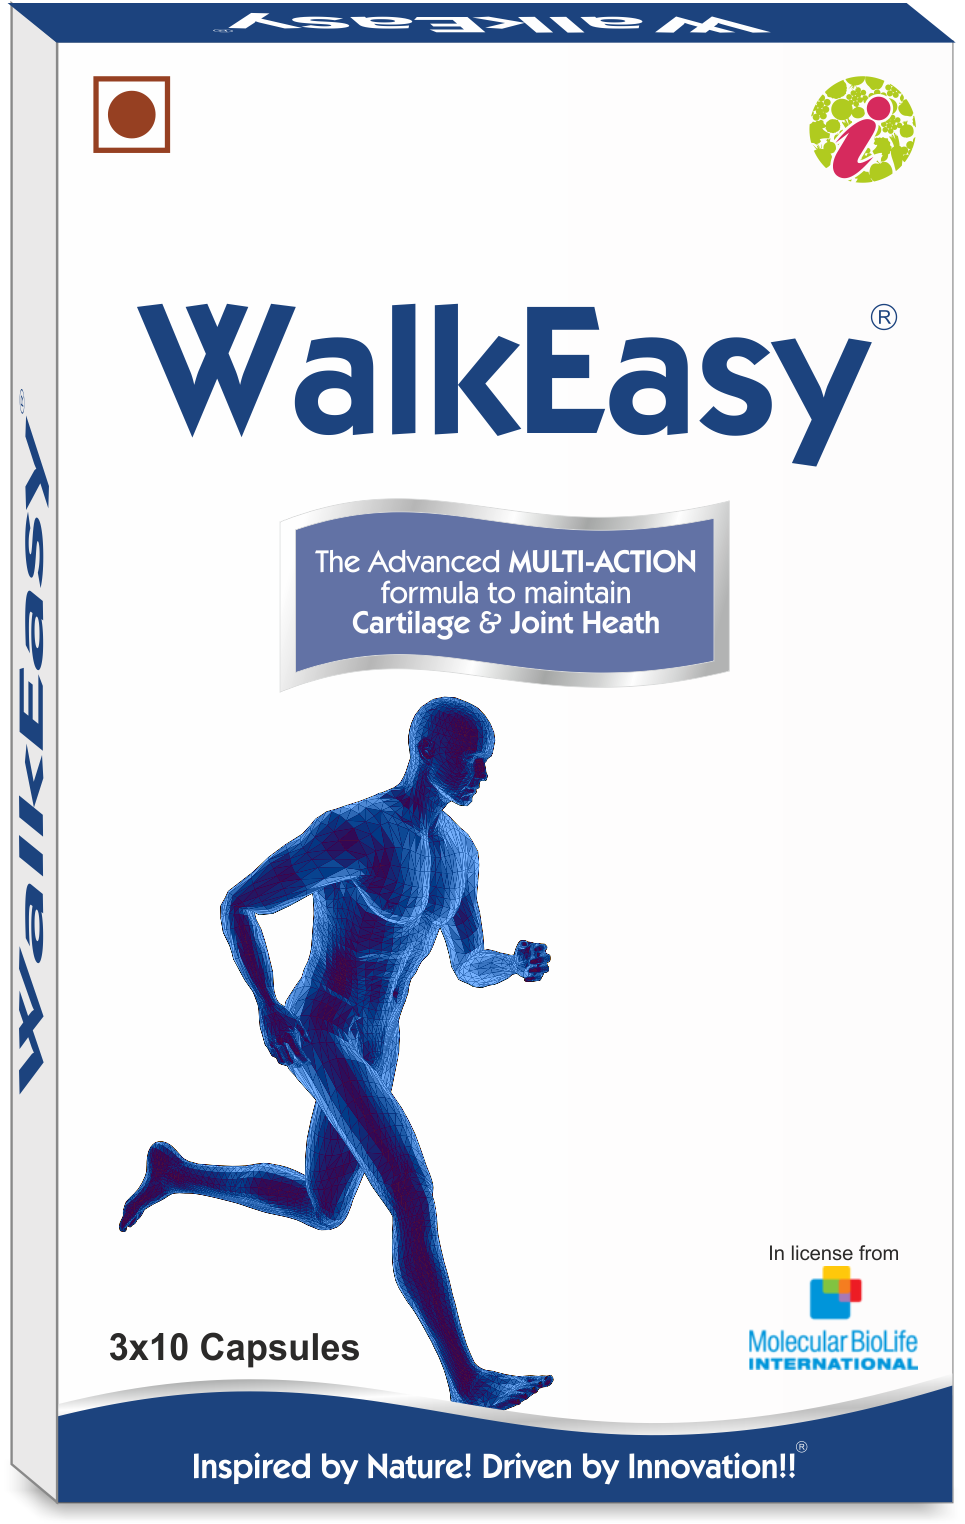 WalkEasy®
WalkEasy®
WalkEasy®
The Advanced MULTI-ACTION
formula to maintain
Cartilage & Joint Heath
In license from
Molecular BioLife
INTERNATIONAL
3x10 Capsules
Inspired by Nature! Driven by Innovation!!®